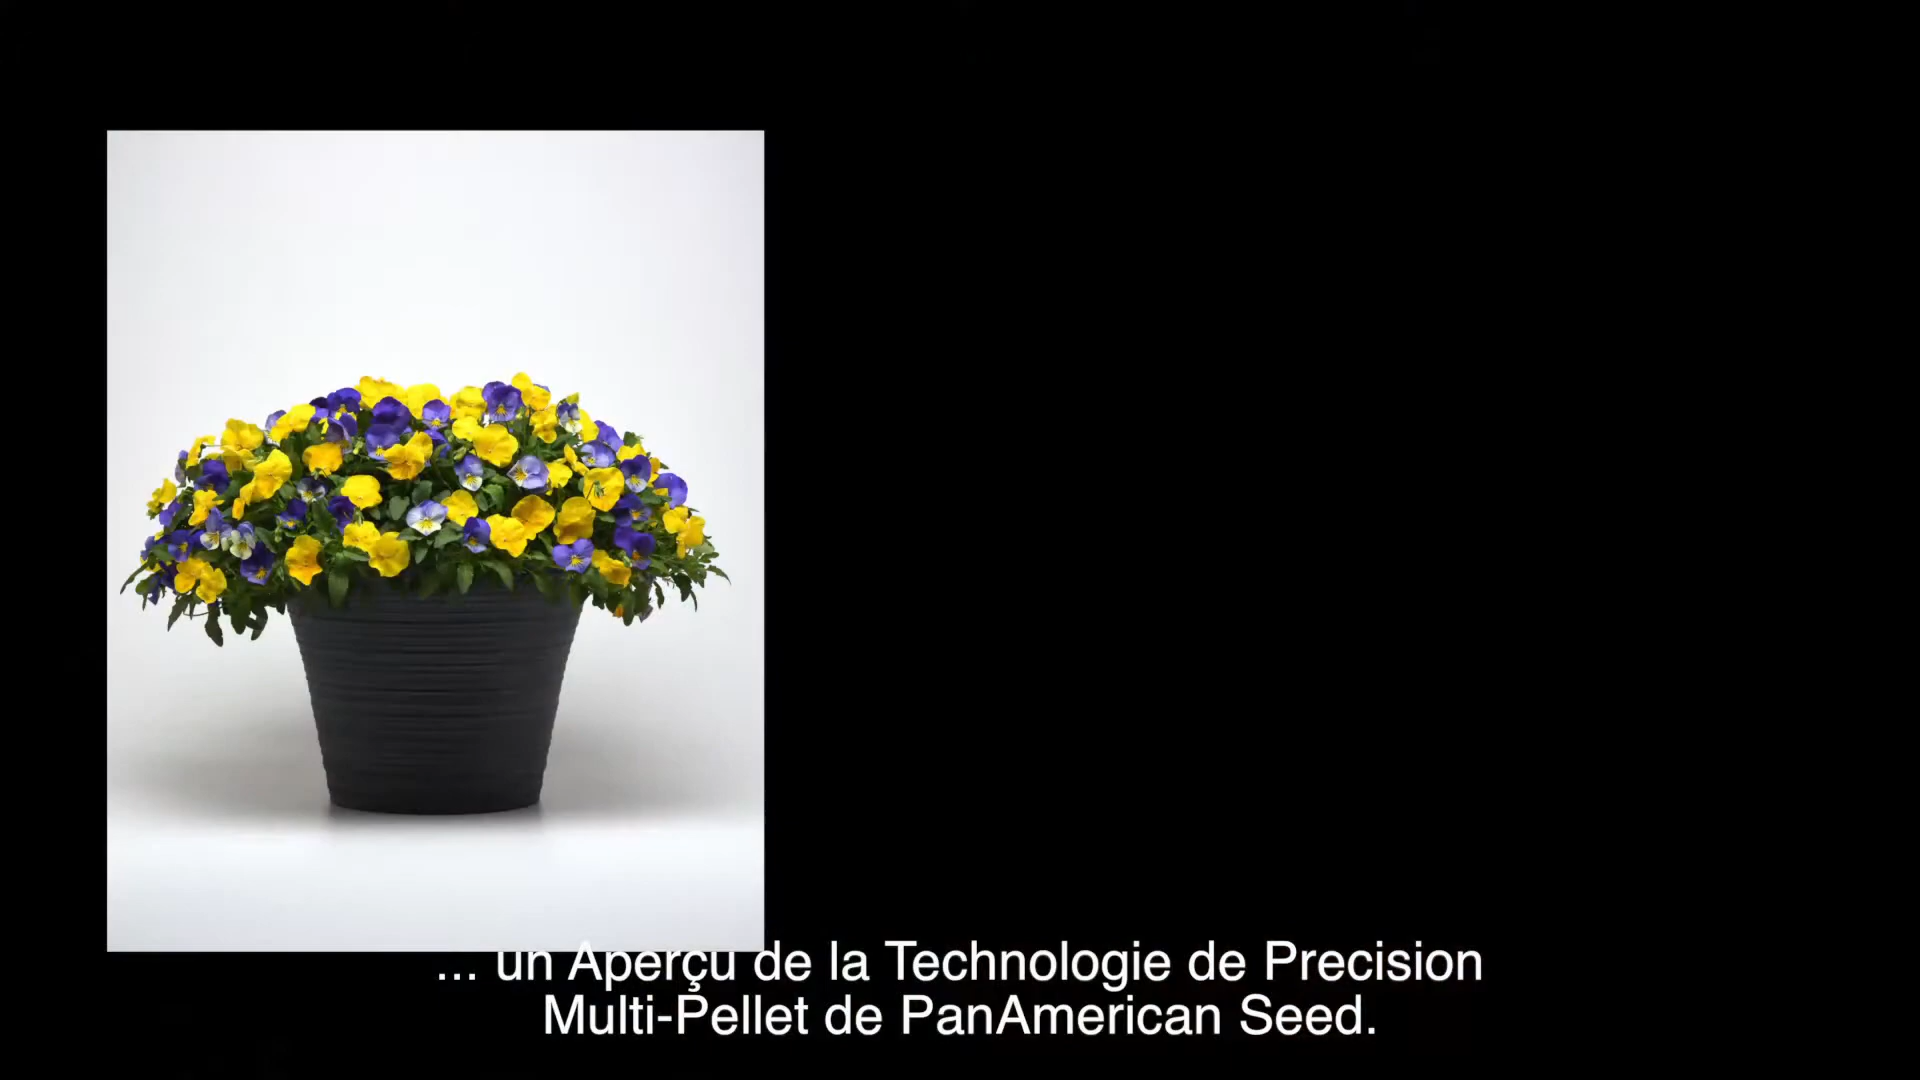 ... un Aperçu de la Technologie de Precision
Multi-Pellet de PanAmerican Seed.